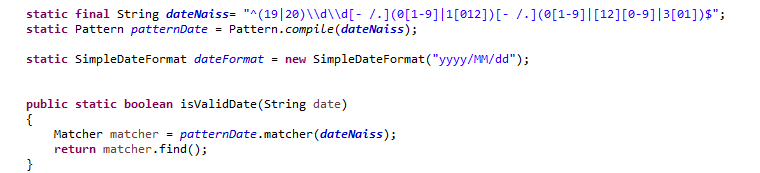 static final String dateNaiss= "^(19|20)\\d\\d[- /.](0[1-9]|1[012])[- /.](0[1-9]|[12][0-9]|3[01])$";
static Pattern patternDate = Pattern.compile(dateNaiss);
static SimpleDateFormat dateFormat = new SimpleDateFormat("yyyy/MM/dd");
public static boolean isValidDate(String date)
{
Matcher matcher = patternDate.matcher(dateNaiss);
return matcher.find();
}